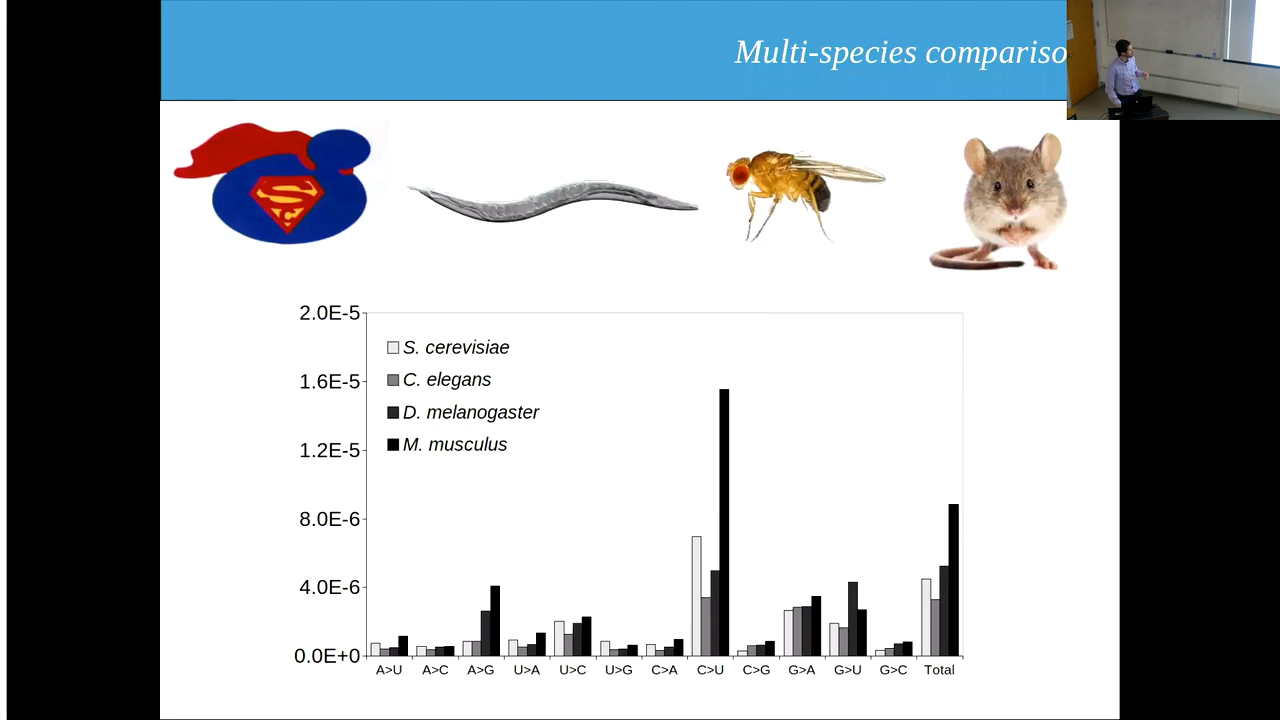 Multi-species compariso
S
2.0E-5
1.6E-5
1.2E-5
8.0E-6
4.0E-6
0.0E+0
S. cerevisiae
C. elegans
D. melanogaster
M. musculus
A>U A>C A>G U>A U>C U>G C>A C>U C>G G>A G>U G>C Total